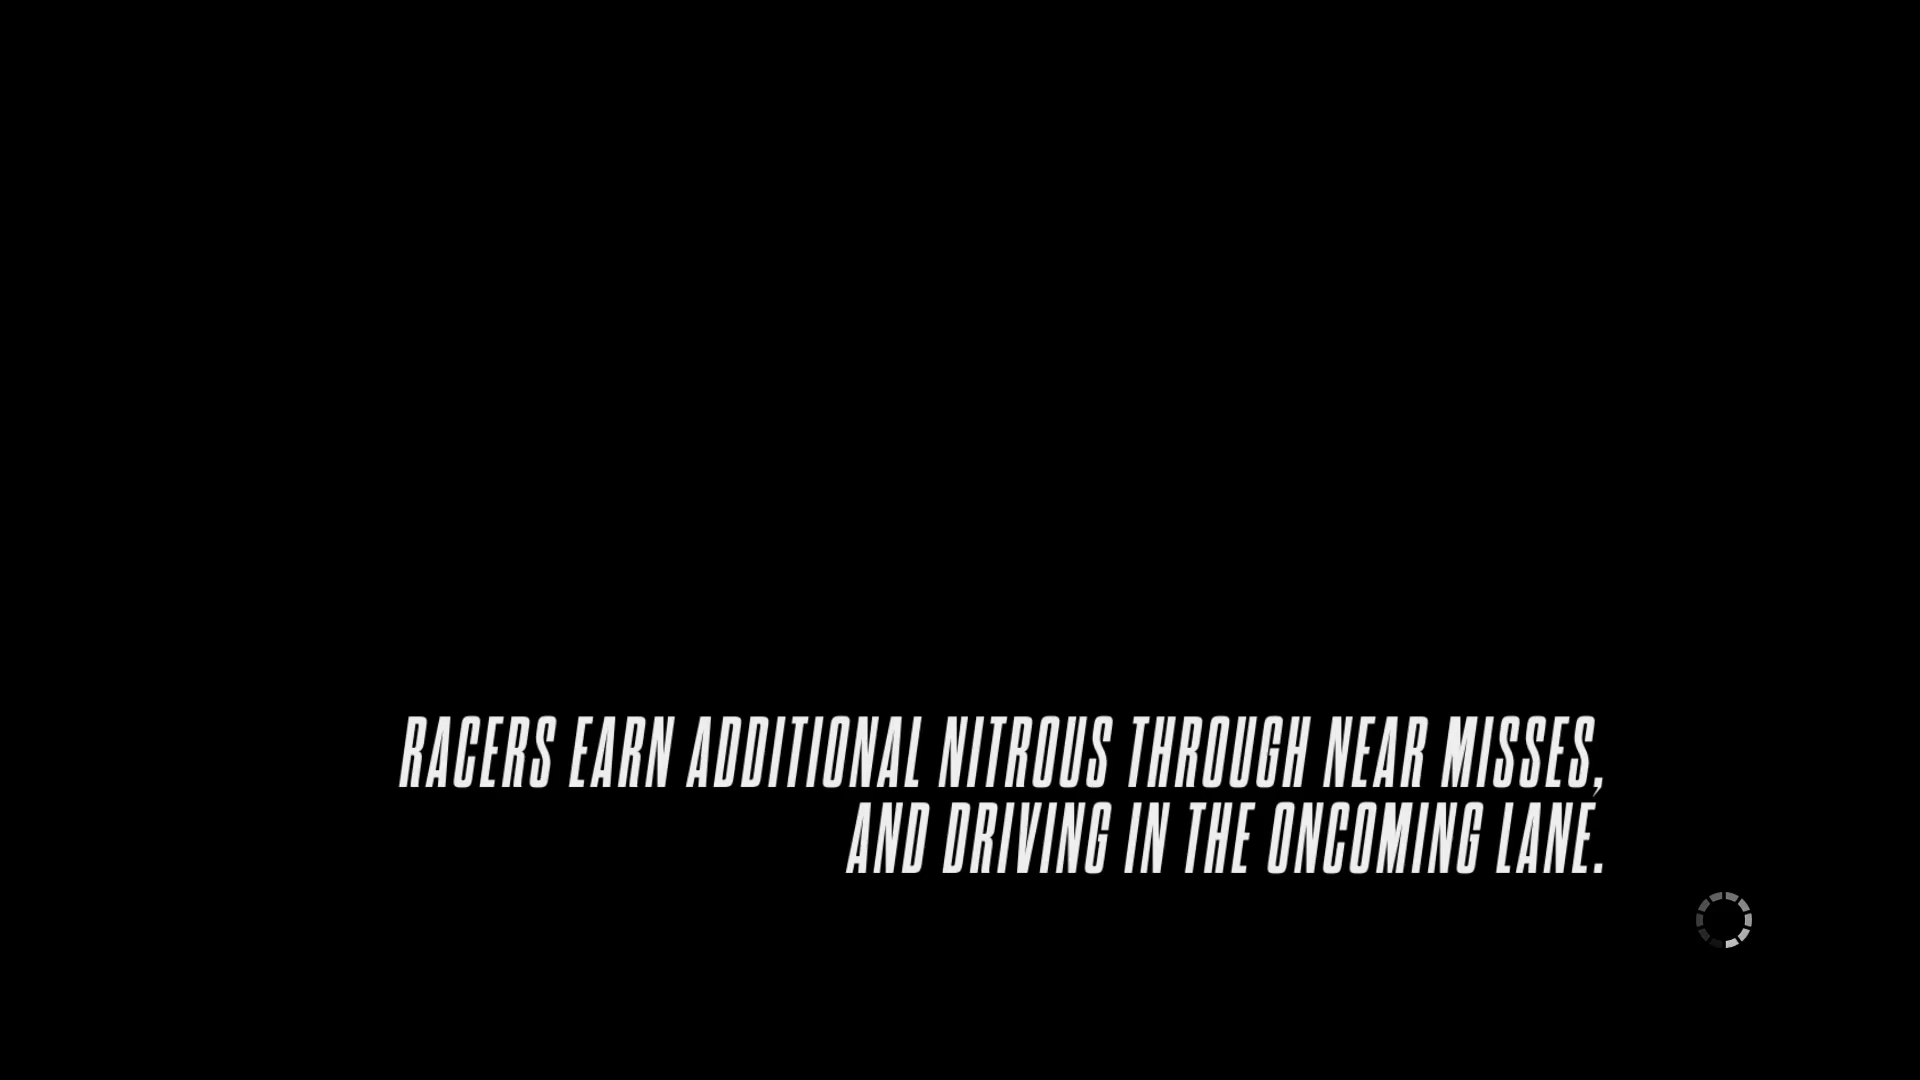 RACERS EARN ADDITIONAL NITROUS THROUGH NEAR MISSES,
AND DRIVING IN THE ONCOMING LANE.